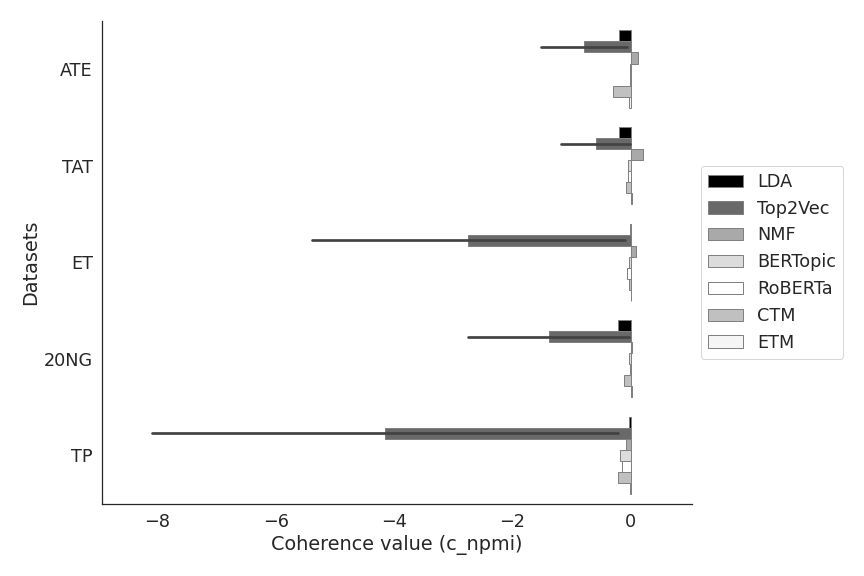 ATE
TAT
ET
20NG
TP
Datasets
−8
−6
−4
−2
0
Coherence value (c_npmi)
LDA
Top2Vec
NMF
BERTopic
RoBERTa
CTM
ETM